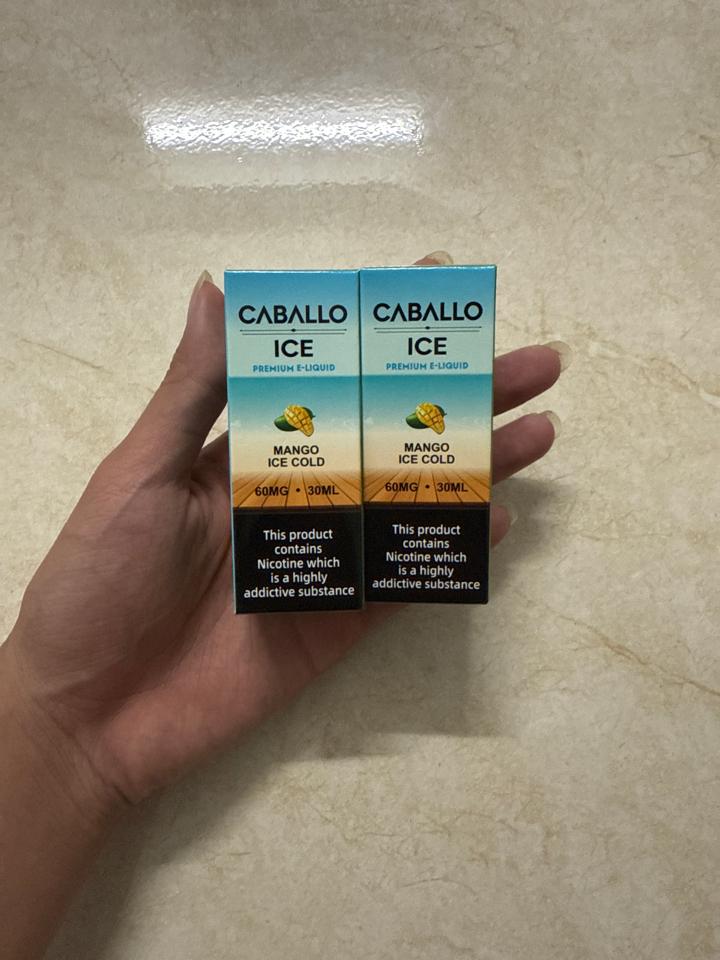 CABALLO
ICE
PREMIUM E-LIQUID
MANGO
ICE COLD
60MG • 30ML
This product
contains
Nicotine which
is a highly
addictive substance
CABALLO
ICE
PREMIUM E-LIQUID
MANGO
ICE COLD
60MG • 30ML
This product
contains
Nicotine which
is a highly
addictive substance